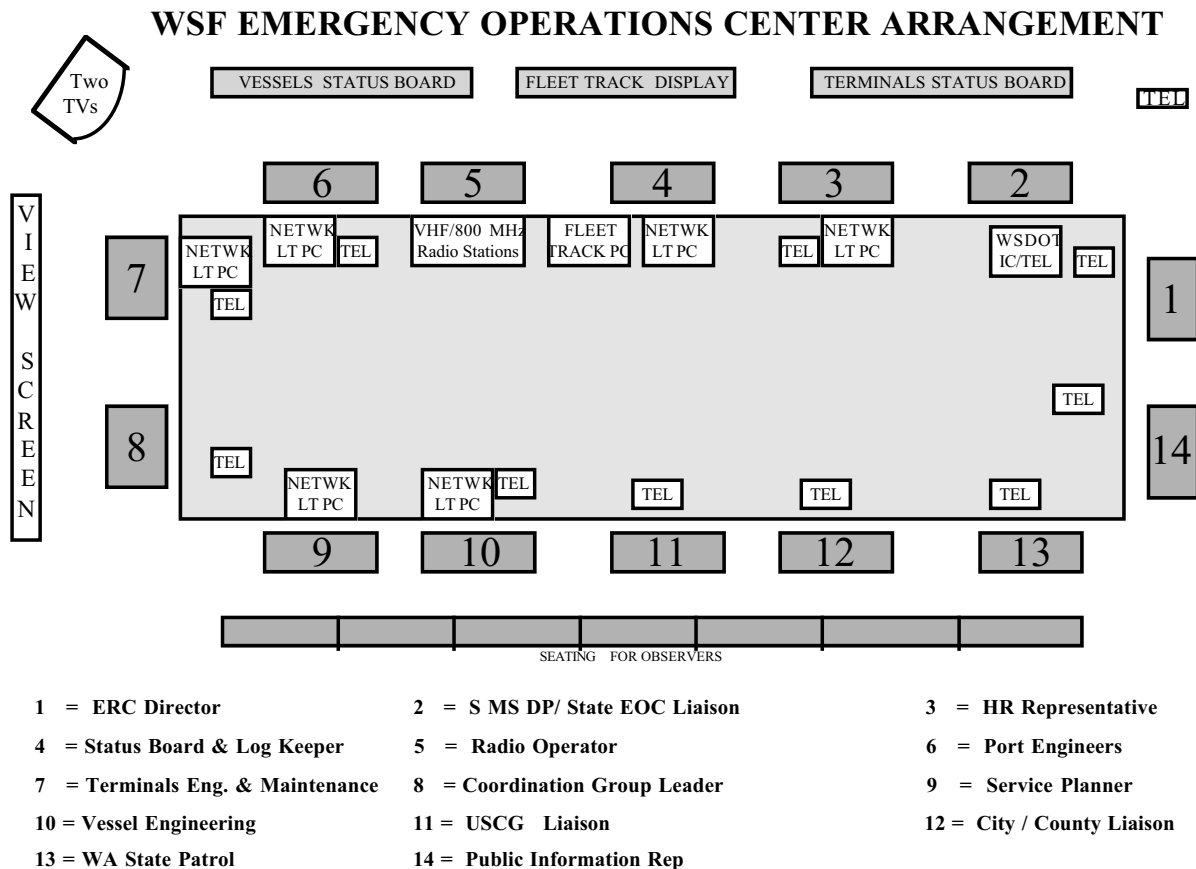 WSF EMERGENCY OPERATIONS CENTER ARRANGEMENT
Two
TVs
VESSELS STATUS BOARD
FLEET TRACK DISPLAY
TERMINALS STATUS BOARD
TEL
VIEW SCREEN
6
5
4
3
2
NETWK
LT PC
TEL
VHF/800 MHz
Radio Stations
FLEET
TRACK PC
NETWK
LT PC
TEL
NETWK
LT PC
WSDOT
IC/TEL
TEL
7
NETWK
LT PC
TEL
1
8
TEL
TEL
14
NETWK
LT PC
NETWK
LT PC
TEL
TEL
TEL
TEL
9
10
11
12
13
SEATING FOR OBSERVERS
1 = ERC Director
2 = S MS DP/ State EOC Liaison
3 = HR Representative
4 = Status Board & Log Keeper
5 = Radio Operator
6 = Port Engineers
7 = Terminals Eng. & Maintenance
8 = Coordination Group Leader
9 = Service Planner
10 = Vessel Engineering
11 = USCG Liaison
12 = City / County Liaison
13 = WA State Patrol
14 = Public Information Rep